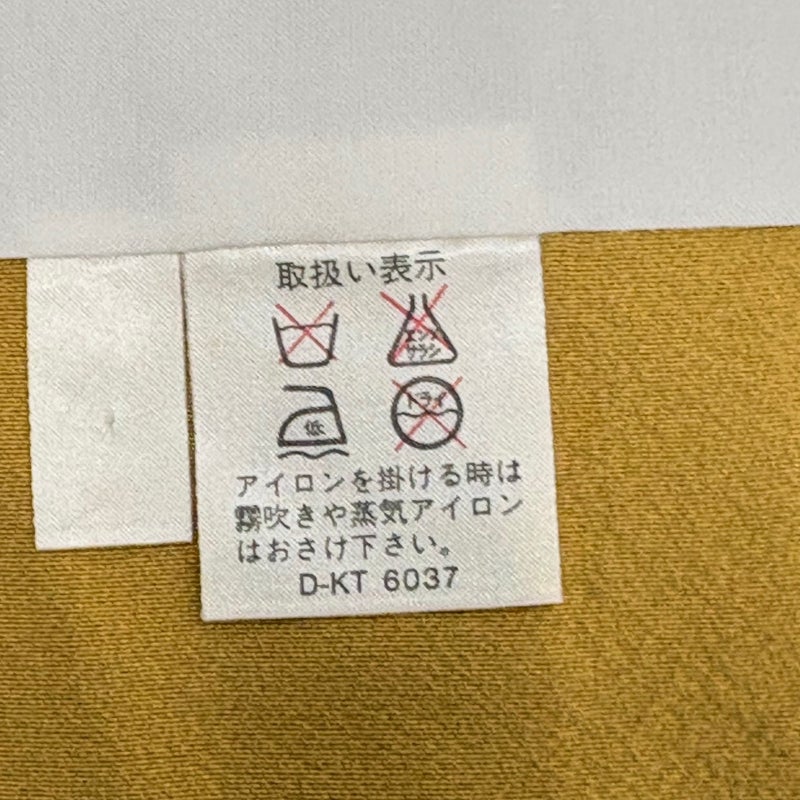 取扱い表示
エンソ
サラシ
低
ドライ
アイロンを掛ける時は
霧吹きや蒸気アイロン
はおさけ下さい。
D-KT 6037